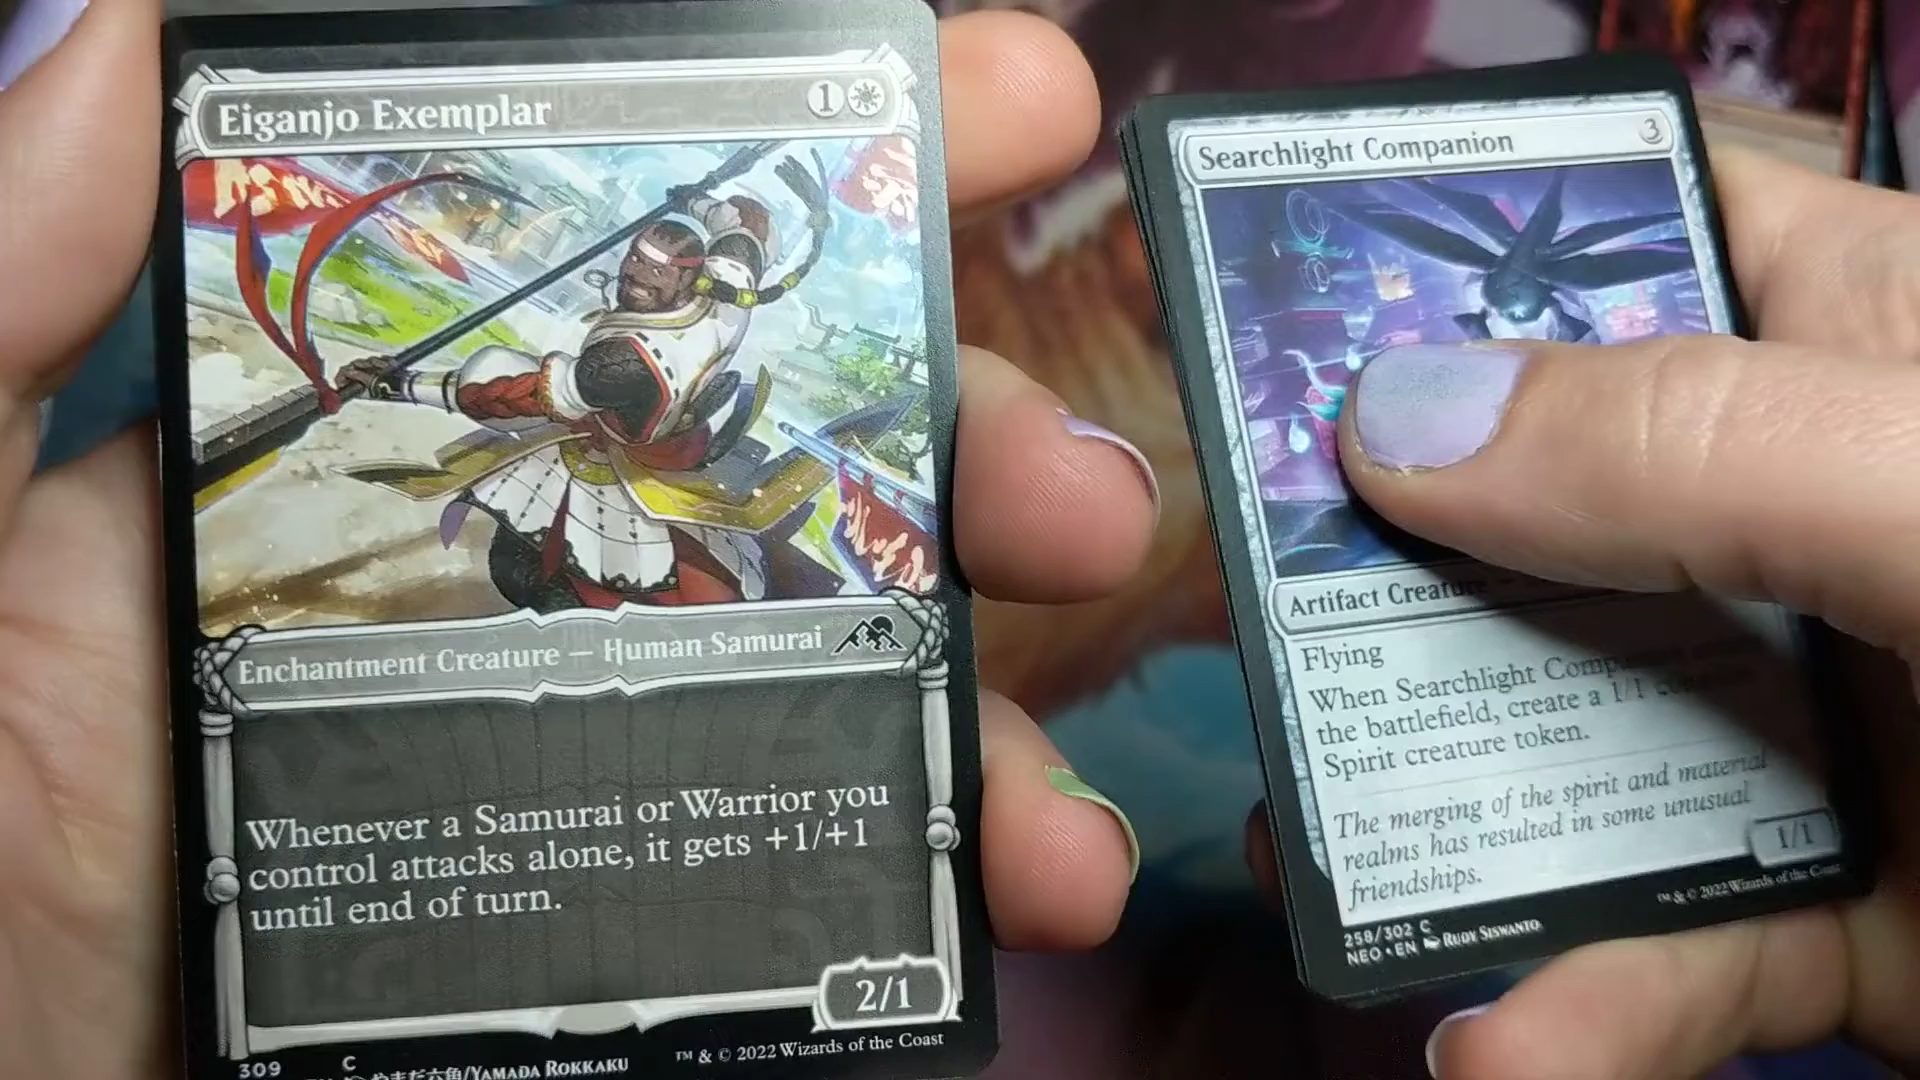 Eiganjo Exemplar 1
Enchantment Creature — Human Samurai
Whenever a Samurai or Warrior you
control attacks alone, it gets +1/+1
until end of turn.
2/1
309 C
やまだ六角/YAMADA ROKKAKU ™ & © 2022 Wizards of the Coast
Searchlight Companion 3
Artifact Creature —
Flying
When Searchlight
the battlefield, create a 1/1
Spirit creature token.
The merging of the spirit and material
realms has resulted in some unusual
friendships.
1/1
258/302 C
NEO • EN RUDY SISWANTO ™ & © 2022 Wizards of the Coast